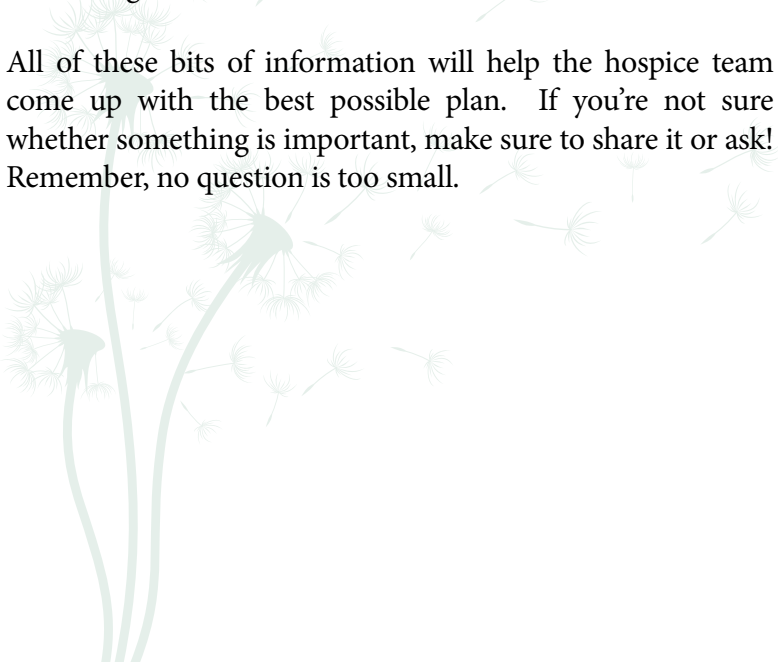 All of these bits of information will help the hospice team
come up with the best possible plan.  If you're not sure
whether something is important, make sure to share it or ask!
Remember, no question is too small.